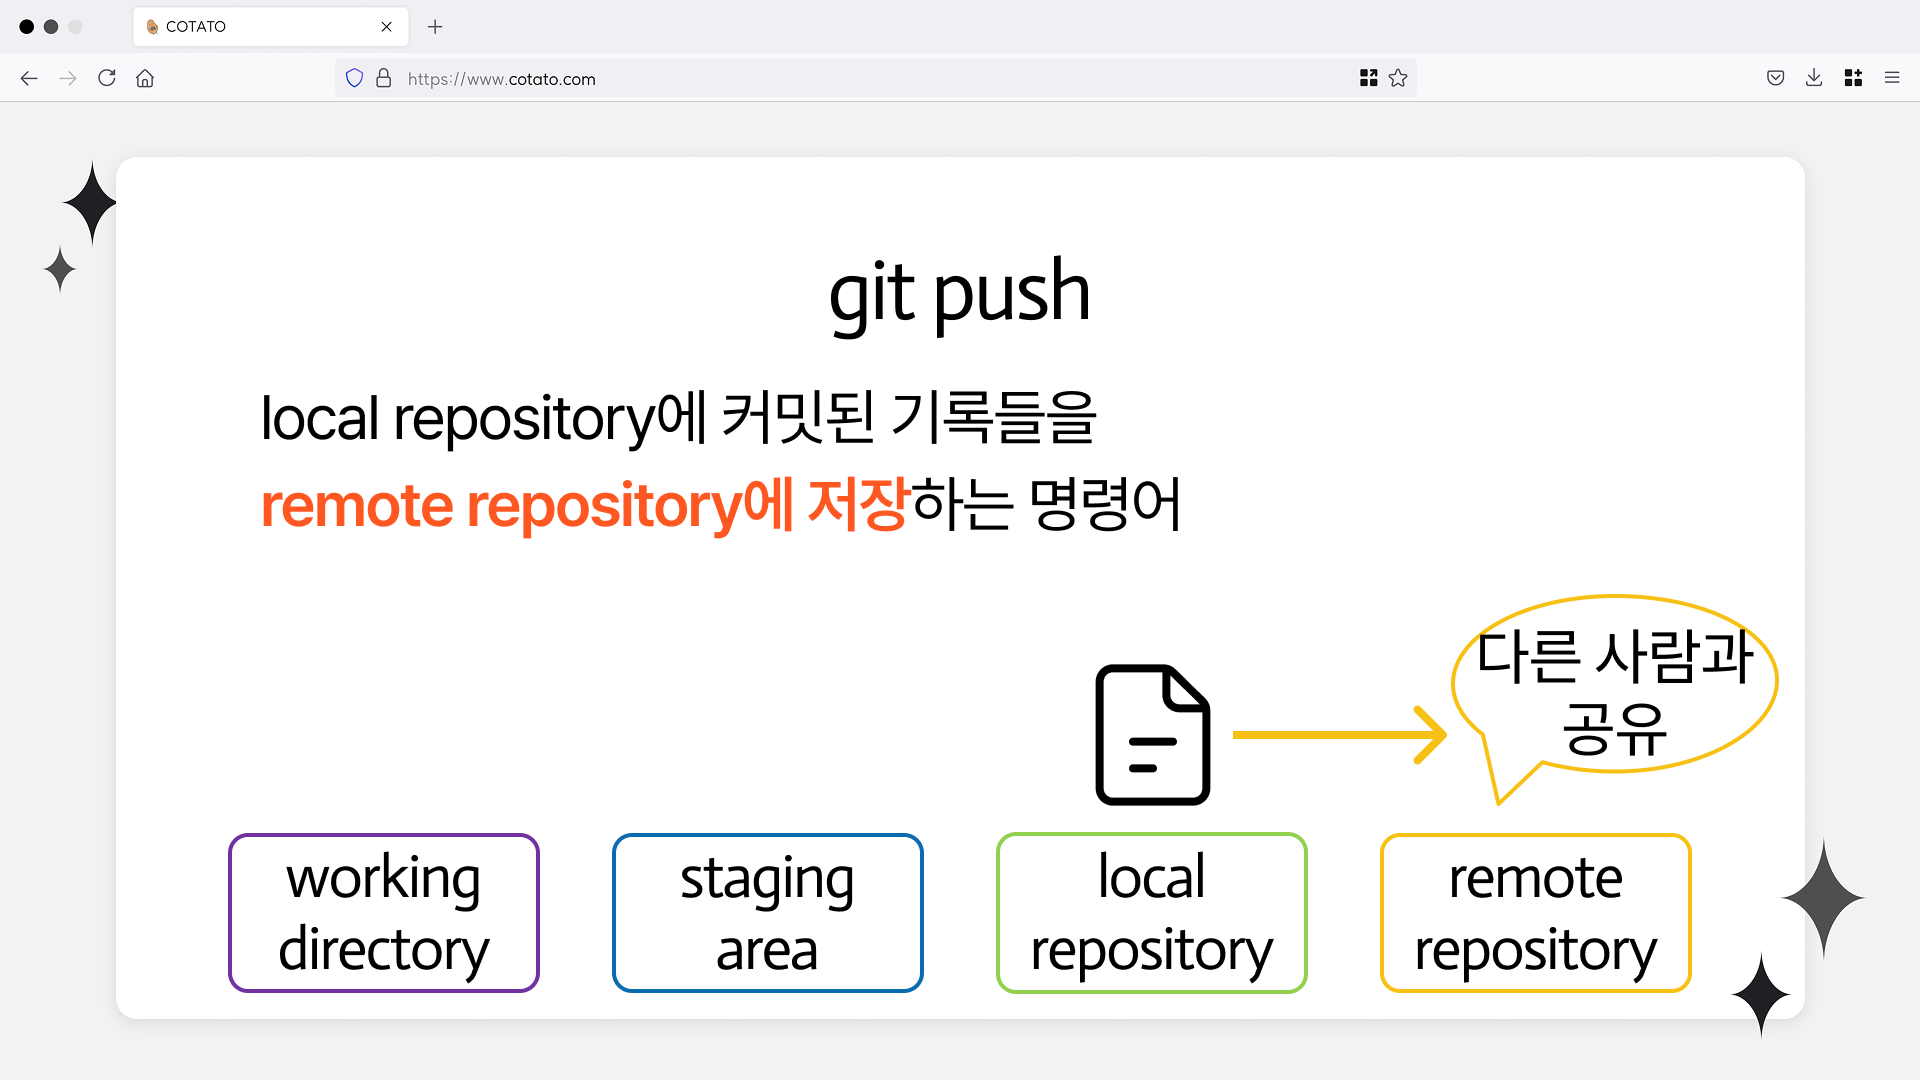 COTATO
https://www.cotato.com
git push
local repository에 커밋된 기록들을
remote repository에 저장하는 명령어
다른 사람과
공유
working
directory
staging
area
local
repository
remote
repository